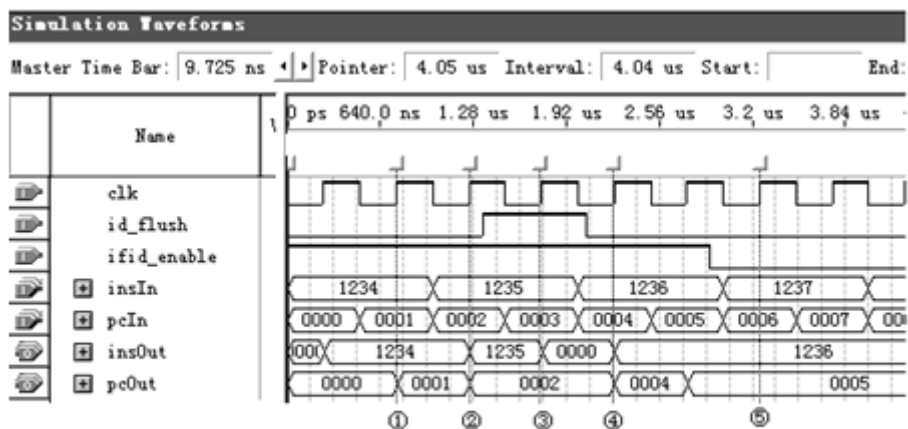 Simulation Waveforms
Master Time Bar: 9.725 ns Pointer: 4.05 us Interval: 4.04 us Start: End:
Name
0 ps 640.0 ns 1.28 us 1.92 us 2.56 us 3.2 us 3.84 us
clk
id_flush
ifid_enable
insIn 1234 1235 1236 1237
pcIn 0000 0001 0002 0003 0004 0005 0006 0007 00
insOut 000 1234 1235 0000 1236
pcOut 0000 0001 0002 0004 0005
① ② ③ ④ ⑤